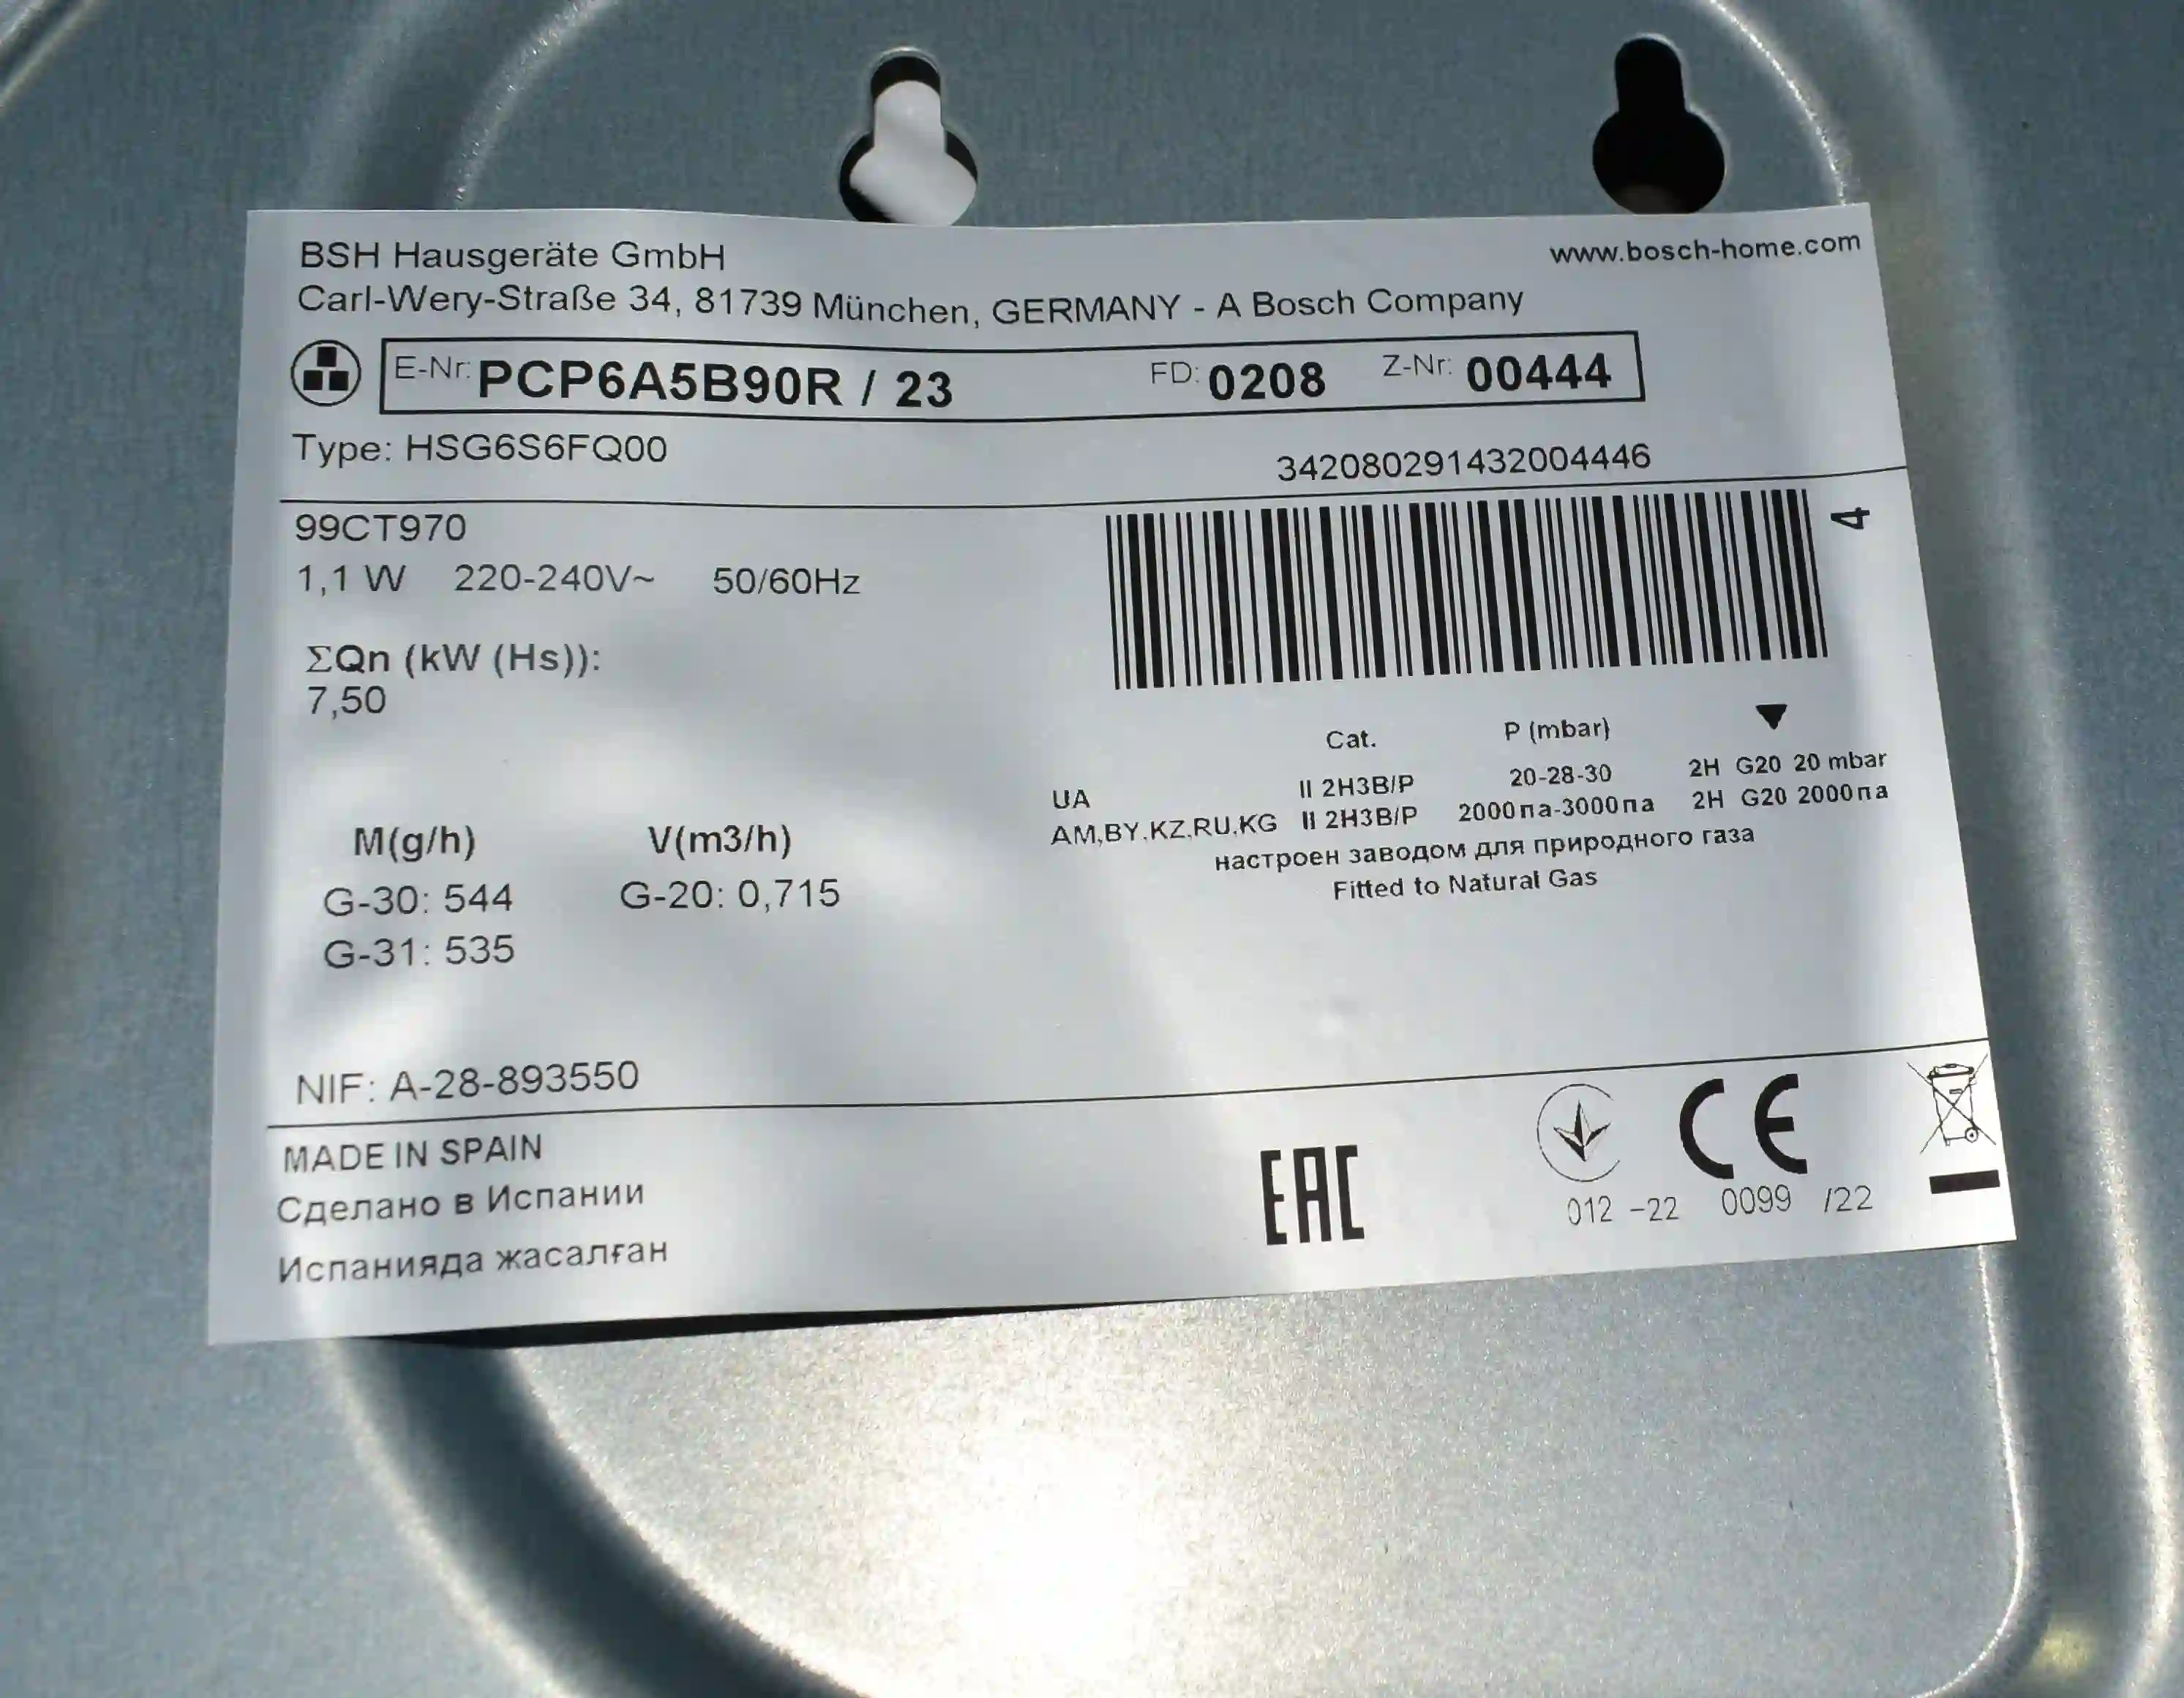 BSH Hausgeräte GmbH www.bosch-home.com
Carl-Wery-Straße 34, 81739 München, GERMANY - A Bosch Company
E-Nr: PCP6A5B90R / 23 FD: 0208 Z-Nr: 00444
Type: HSG6S6FQ00 342080291432004446
99CT970 4
1,1 W 220-240V~ 50/60Hz
ΣQn (kW (Hs)):
7,50
Cat. P (mbar) ▼
UA II 2H3B/P 20-28-30 2H G20 20 mbar
AM,BY,KZ,RU,KG II 2H3B/P 2000па-3000па 2H G20 2000па
настроен заводом для природного газа
Fitted to Natural Gas
M(g/h) V(m3/h)
G-30: 544 G-20: 0,715
G-31: 535
NIF: A-28-893550
MADE IN SPAIN
Сделано в Испании
Испанияда жасалған
EAC CE
012 -22 0099 /22